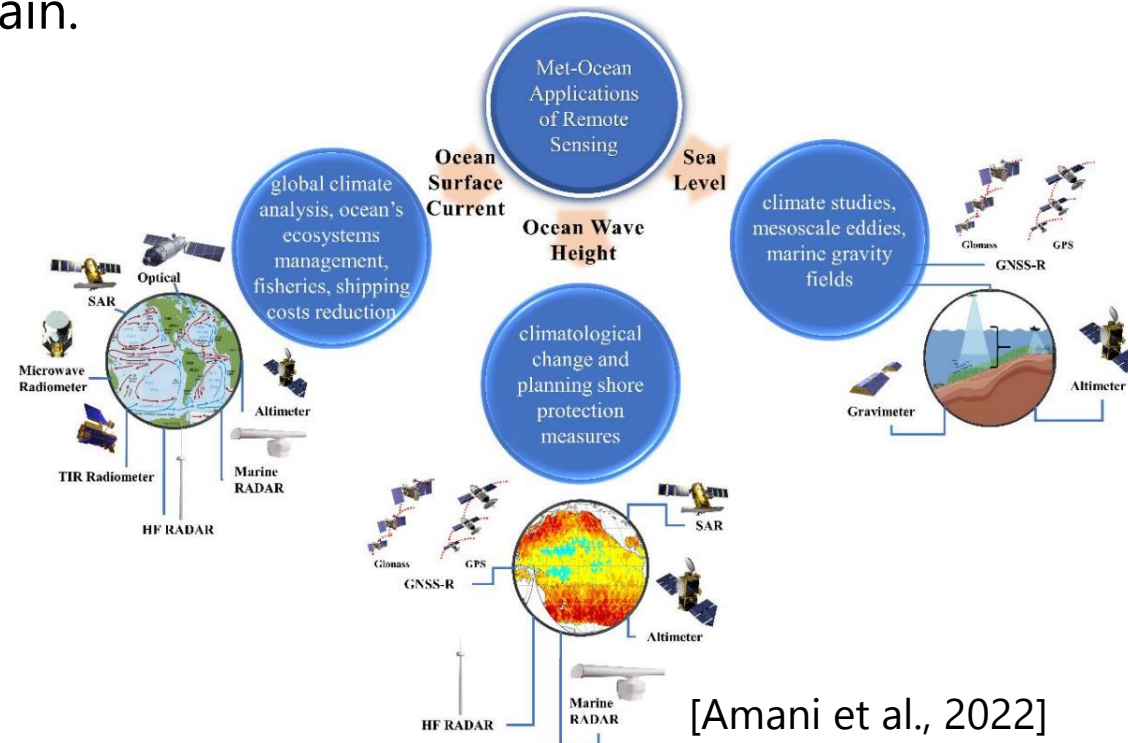 ain.
Met-Ocean
Applications
of Remote
Sensing
Ocean
Surface
Current
Sea
Level
Ocean Wave
Height
global climate
analysis, ocean's
ecosystems
management,
fisheries, shipping
costs reduction
climate studies,
mesoscale eddies,
marine gravity
fields
climatological
change and
planning shore
protection
measures
Optical
SAR
Microwave
Radiometer
TIR Radiometer
HF RADAR
Marine
RADAR
Altimeter
Glonass
GPS
GNSS-R
Gravimeter
Altimeter
Glonass
GPS
GNSS-R
SAR
Altimeter
HF RADAR
Marine
RADAR
[Amani et al., 2022]